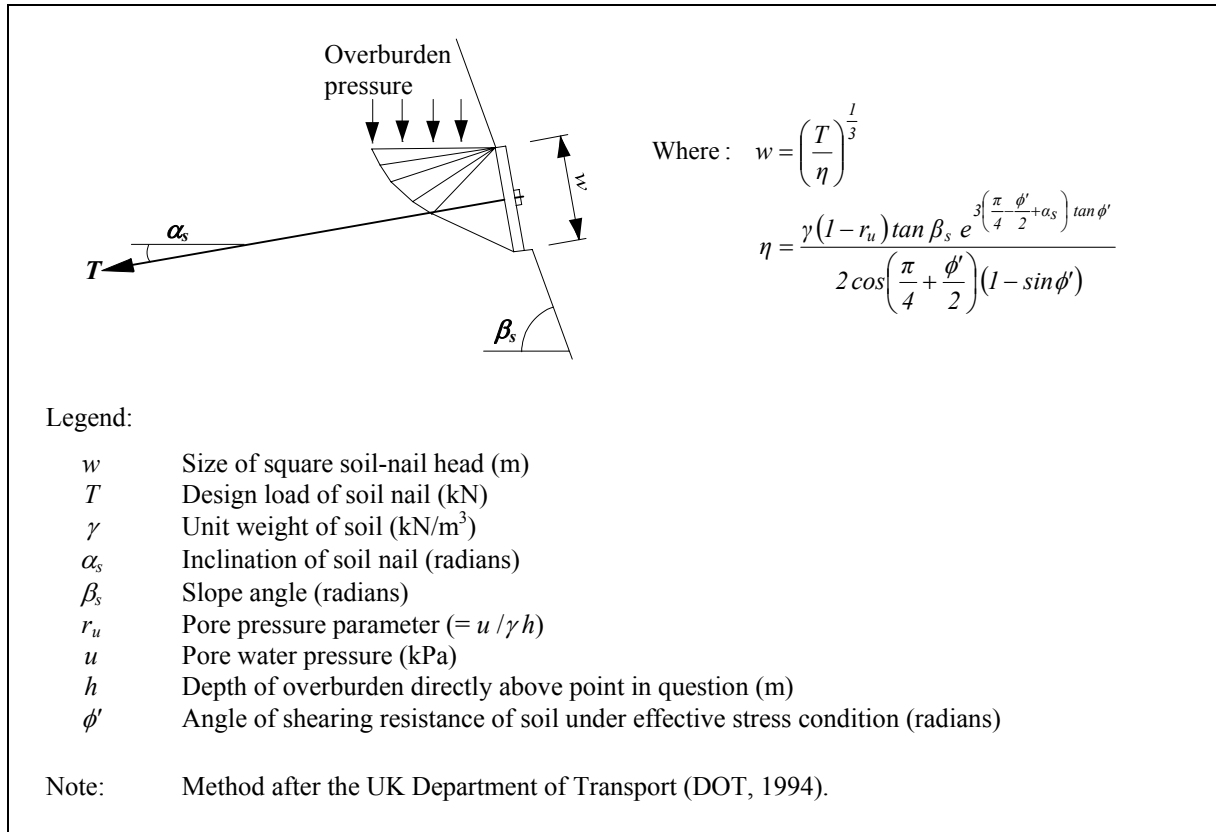 Overburden
pressure
w
α_s
T
β_s
Where : w = (T/η)^(1/3)
η = γ(1 − r_u) tan β_s e^(3(π/4 − ϕ′/2 + α_s) tan ϕ′) / (2 cos(π/4 + ϕ′/2)(1 − sin ϕ′))
Legend:
w Size of square soil-nail head (m)
T Design load of soil nail (kN)
γ Unit weight of soil (kN/m³)
α_s Inclination of soil nail (radians)
β_s Slope angle (radians)
r_u Pore pressure parameter (= u /γ h)
u Pore water pressure (kPa)
h Depth of overburden directly above point in question (m)
ϕ′ Angle of shearing resistance of soil under effective stress condition (radians)
Note: Method after the UK Department of Transport (DOT, 1994).